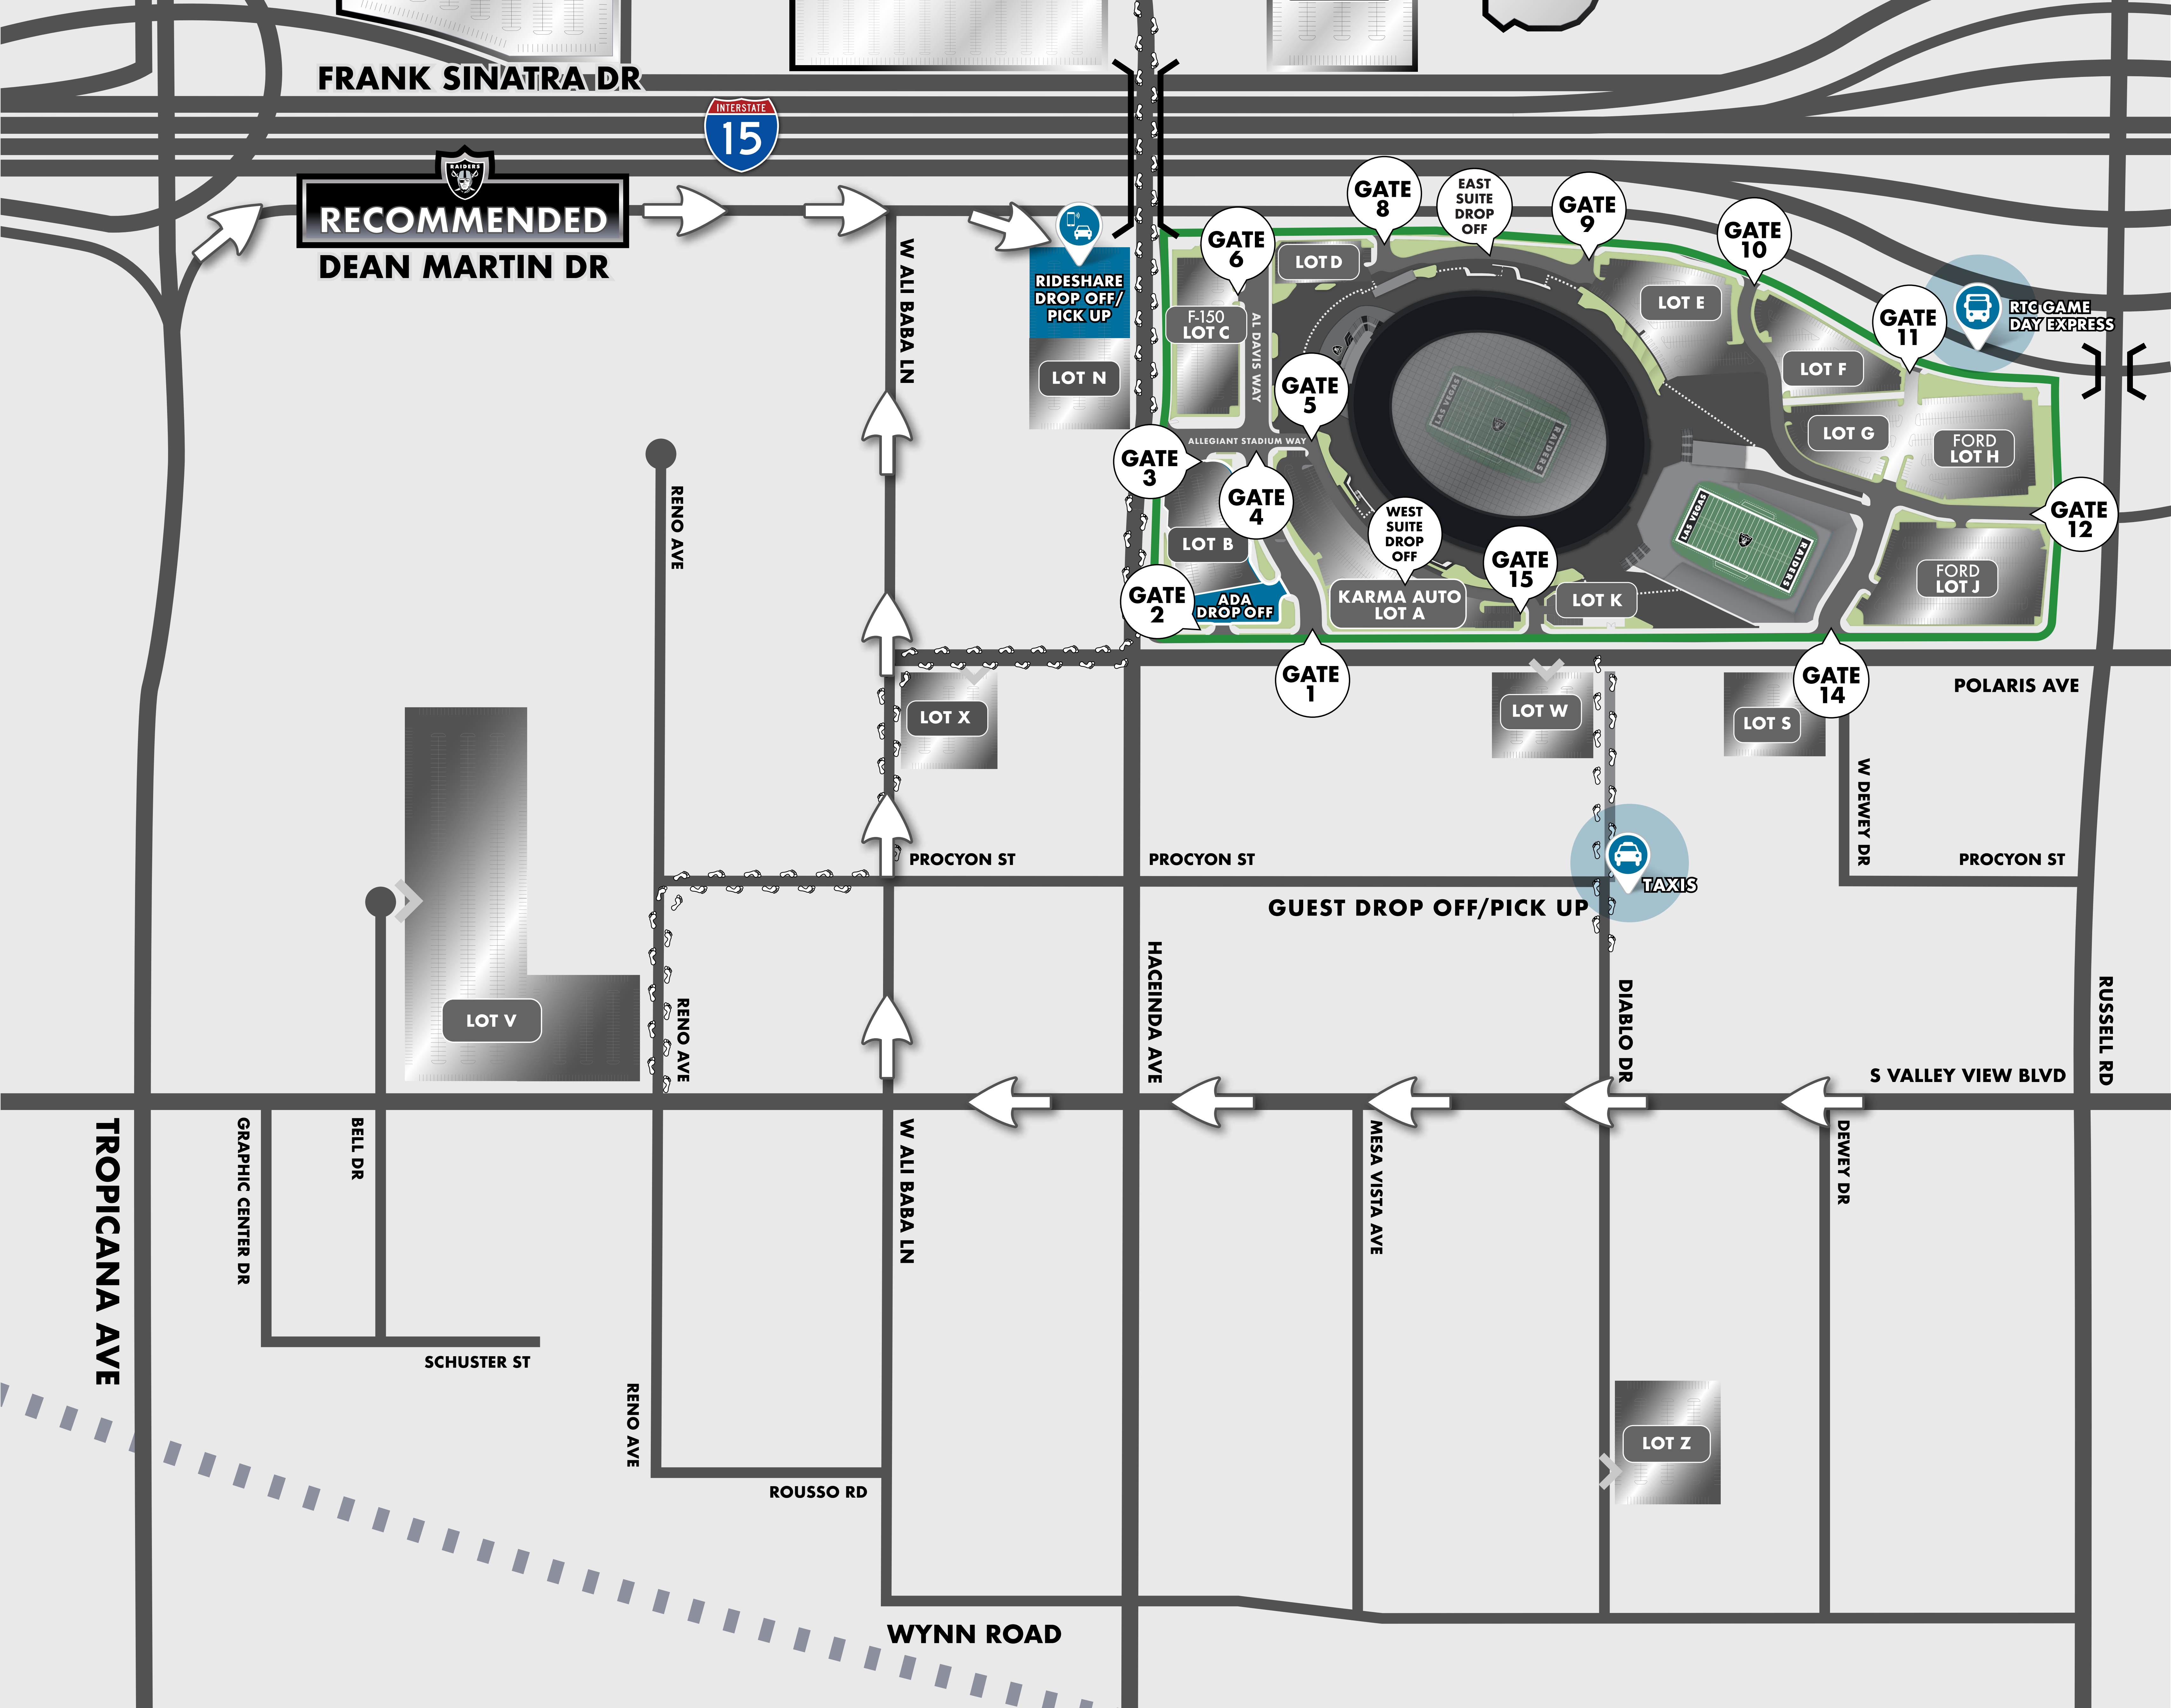 FRANK SINATRA DR
INTERSTATE
15
RAIDERS
RECOMMENDED
DEAN MARTIN DR
W ALI BABA LN
RIDESHARE
DROP OFF/
PICK UP
LOT N
GATE
6
LOT D
GATE
8
EAST
SUITE
DROP
OFF
GATE
9
GATE
10
GATE
11
RTC GAME
DAY EXPRESS
F-150
LOT C
AL DAVIS WAY
LOT E
LOT F
LOT G
FORD
LOT H
GATE
5
ALLEGIANT STADIUM WAY
GATE
3
GATE
4
LOT B
GATE
2
ADA
DROP OFF
WEST
SUITE
DROP
OFF
KARMA AUTO
LOT A
GATE
15
LOT K
LAS VEGAS
RAIDERS
LAS VEGAS
RAIDERS
GATE
12
FORD
LOT J
GATE
1
GATE
14
POLARIS AVE
RENO AVE
LOT X
LOT W
LOT S
W DEWEY DR
PROCYON ST
PROCYON ST
PROCYON ST
TAXIS
GUEST DROP OFF/PICK UP
LOT V
RENO AVE
HACEINDA AVE
DIABLO DR
RUSSELL RD
S VALLEY VIEW BLVD
TROPICANA AVE
GRAPHIC CENTER DR
BELL DR
W ALI BABA LN
MESA VISTA AVE
DEWEY DR
SCHUSTER ST
RENO AVE
ROUSSO RD
LOT Z
WYNN ROAD